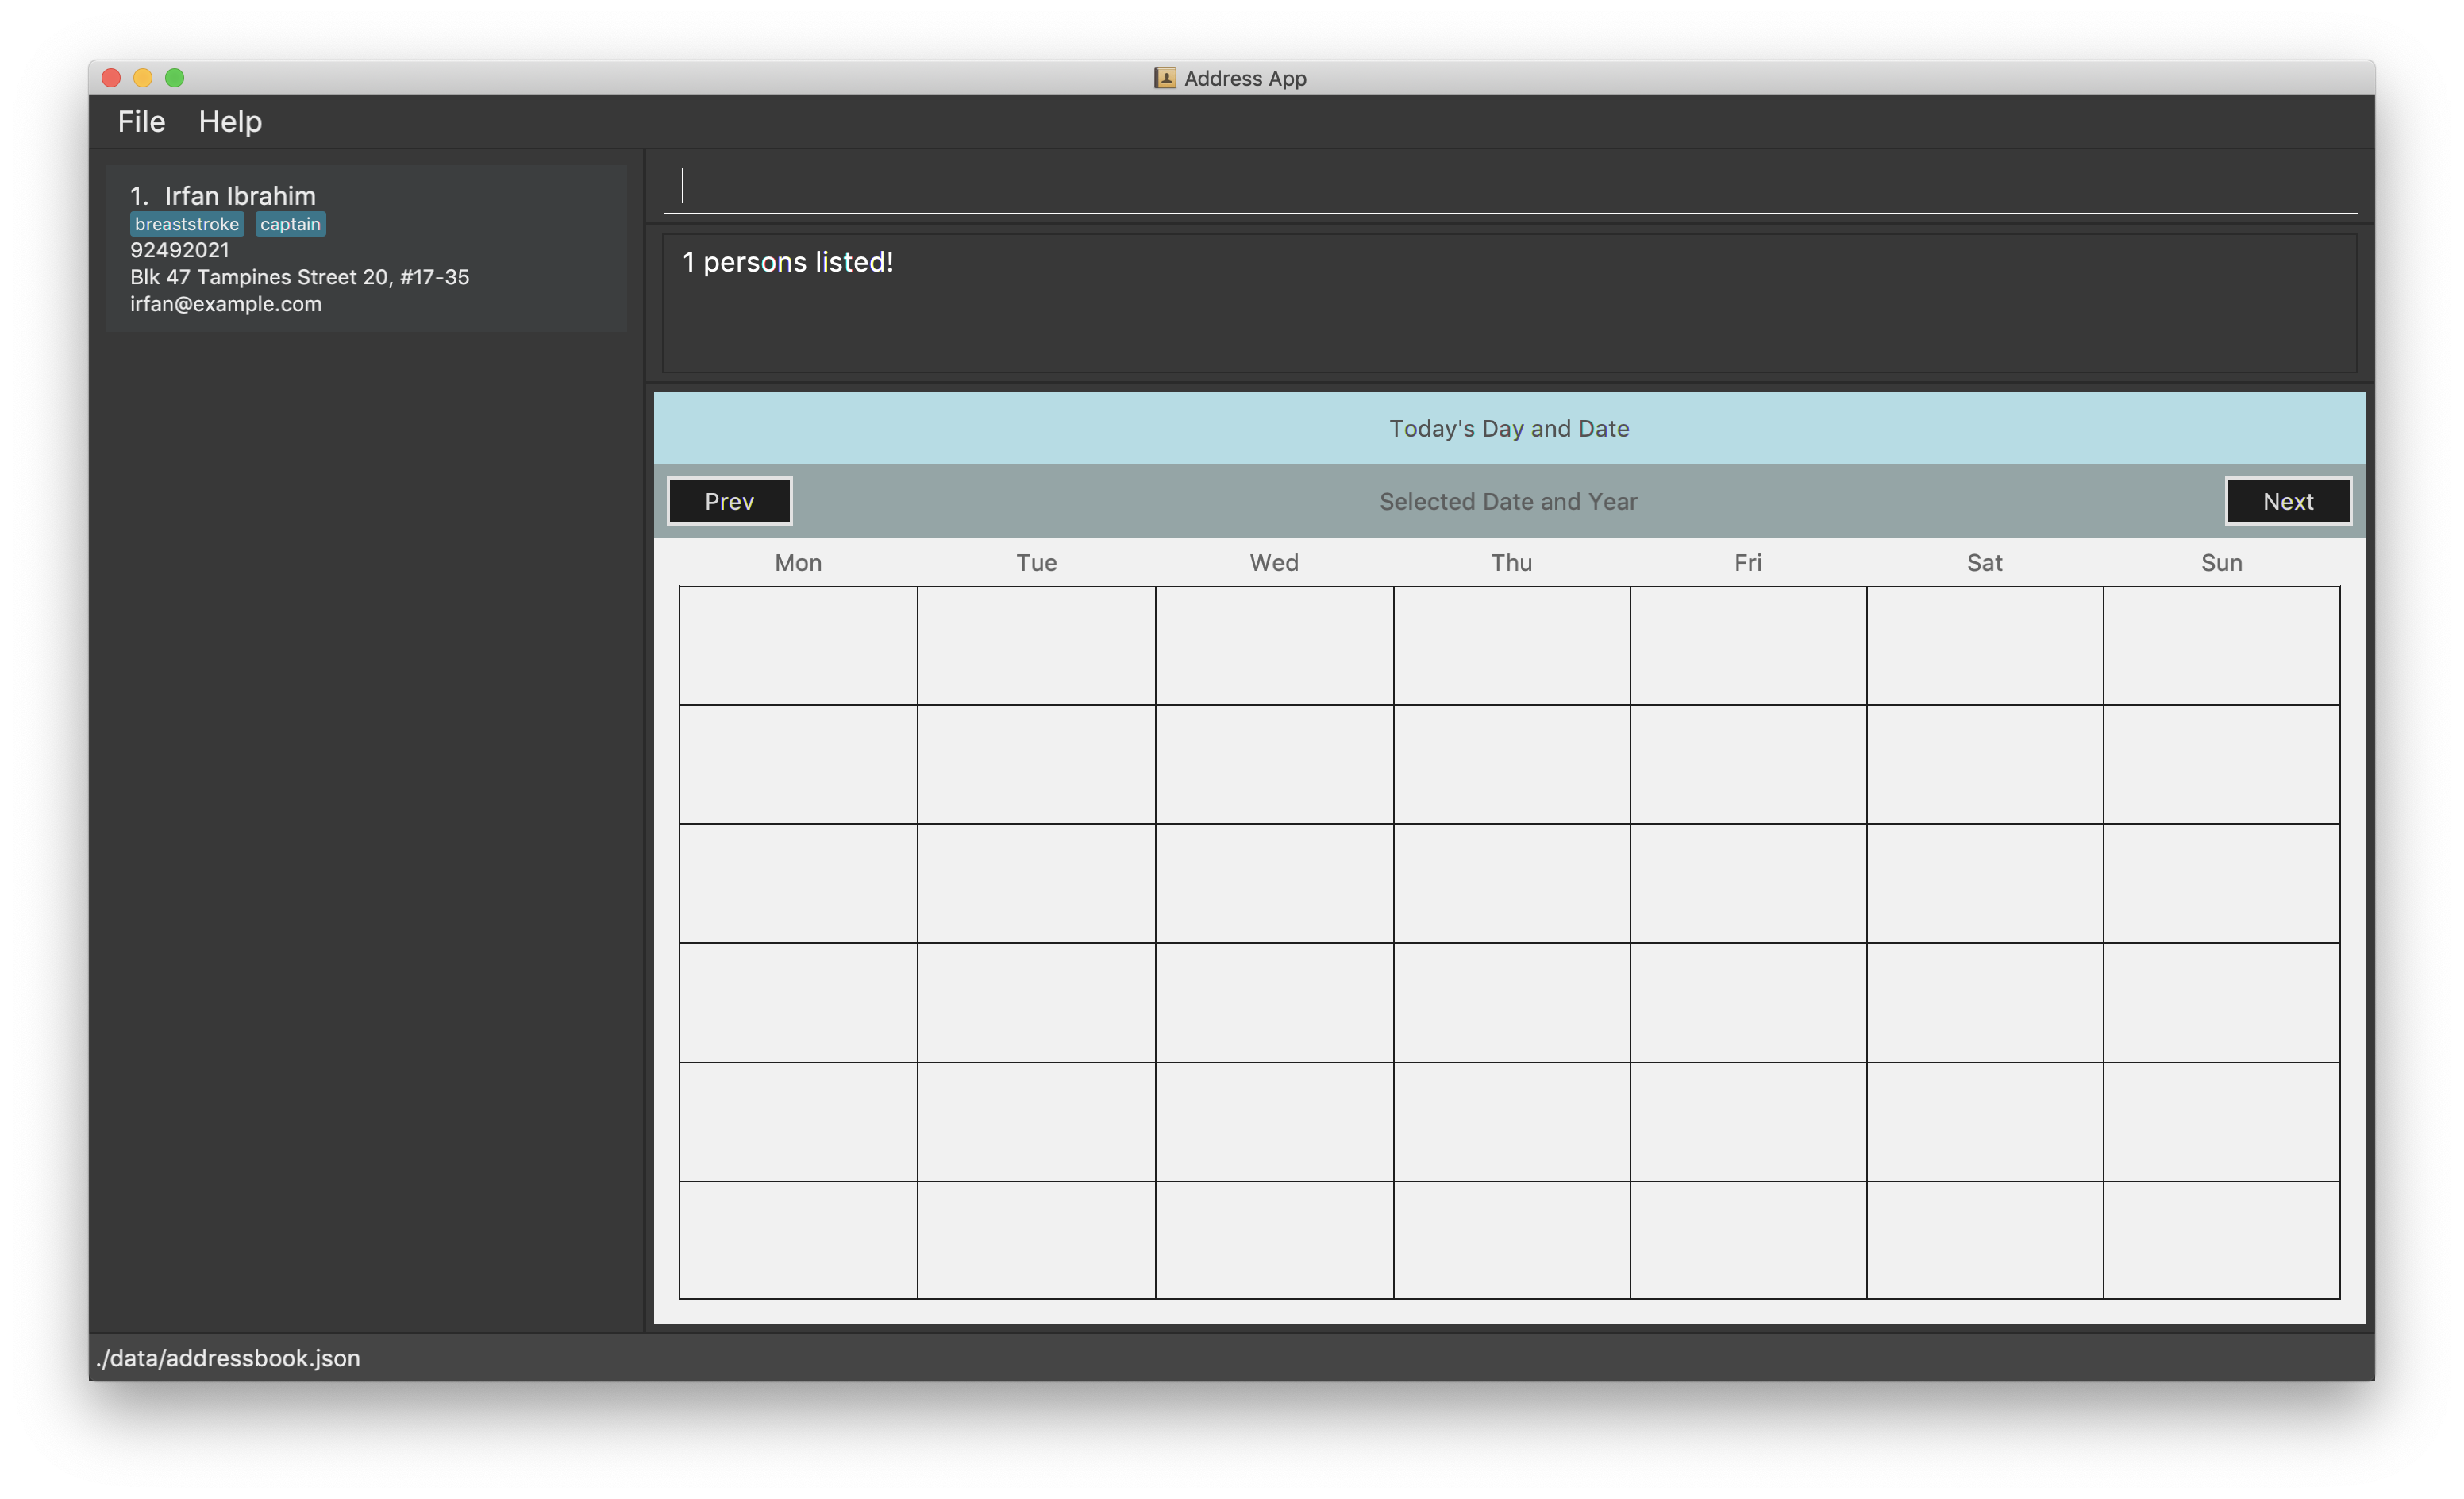 Address App
File Help
1. Irfan Ibrahim
breaststroke captain
92492021
Blk 47 Tampines Street 20, #17-35
irfan@example.com
1 persons listed!
Today's Day and Date
Prev Selected Date and Year Next
Mon Tue Wed Thu Fri Sat Sun
./data/addressbook.json